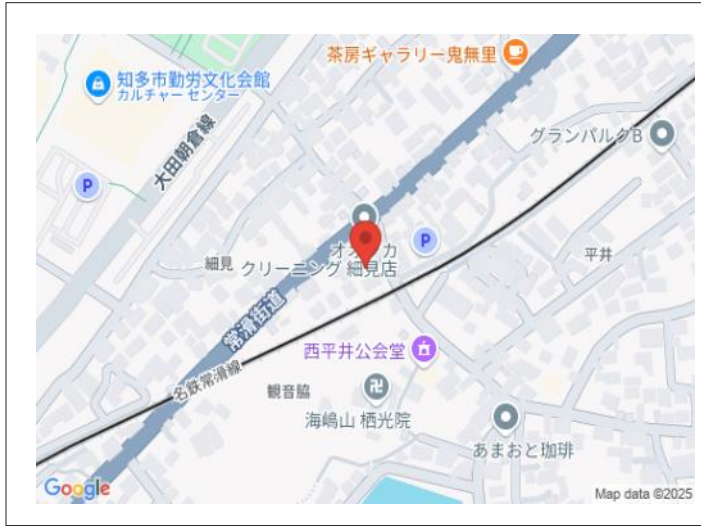 茶房ギャラリー鬼無里
知多市勤労文化会館
カルチャー センター
大田朝倉線
グランパルクB
P
P
細見
クリーニング 細見店
平井
常滑街道
西平井公会堂
名鉄常滑線
観音脇
海嶋山 栖光院
あまおと珈琲
Google
Map data ©2025